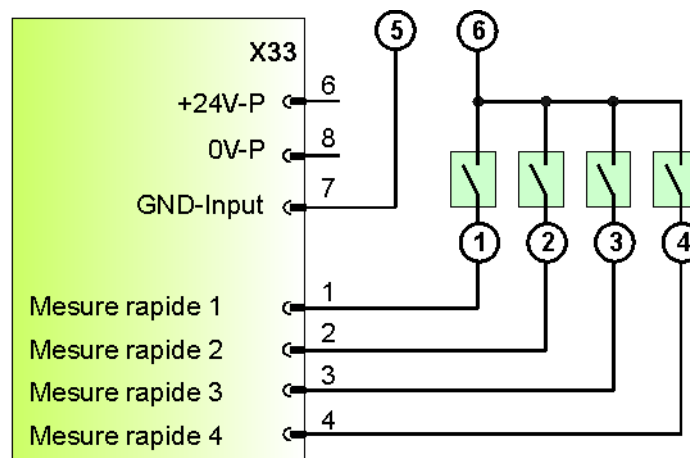 5 6
X33
+24V-P 6
0V-P 8
GND-Input 7
1 2 3 4
Mesure rapide 1 1
Mesure rapide 2 2
Mesure rapide 3 3
Mesure rapide 4 4